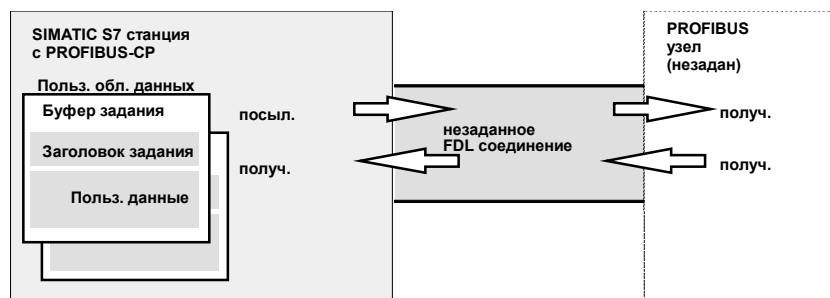 SIMATIC S7 станция
с PROFIBUS-CP
Польз. обл. данных
Буфер задания
Заголовок задания
Польз. данные
посыл.
получ.
незаданное
FDL соединение
PROFIBUS
узел
(незадан)
получ.
получ.